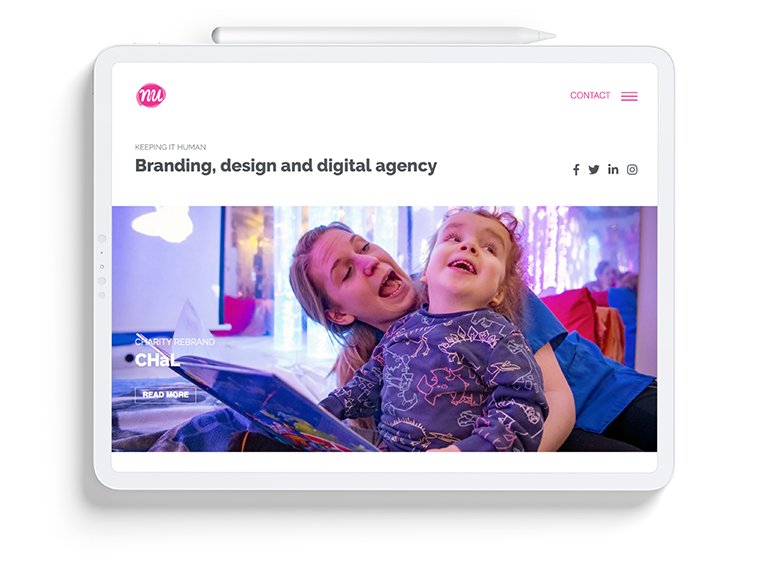 nu
CONTACT
KEEPING IT HUMAN
Branding, design and digital agency
CHARITY REBRAND
CHaL
READ MORE